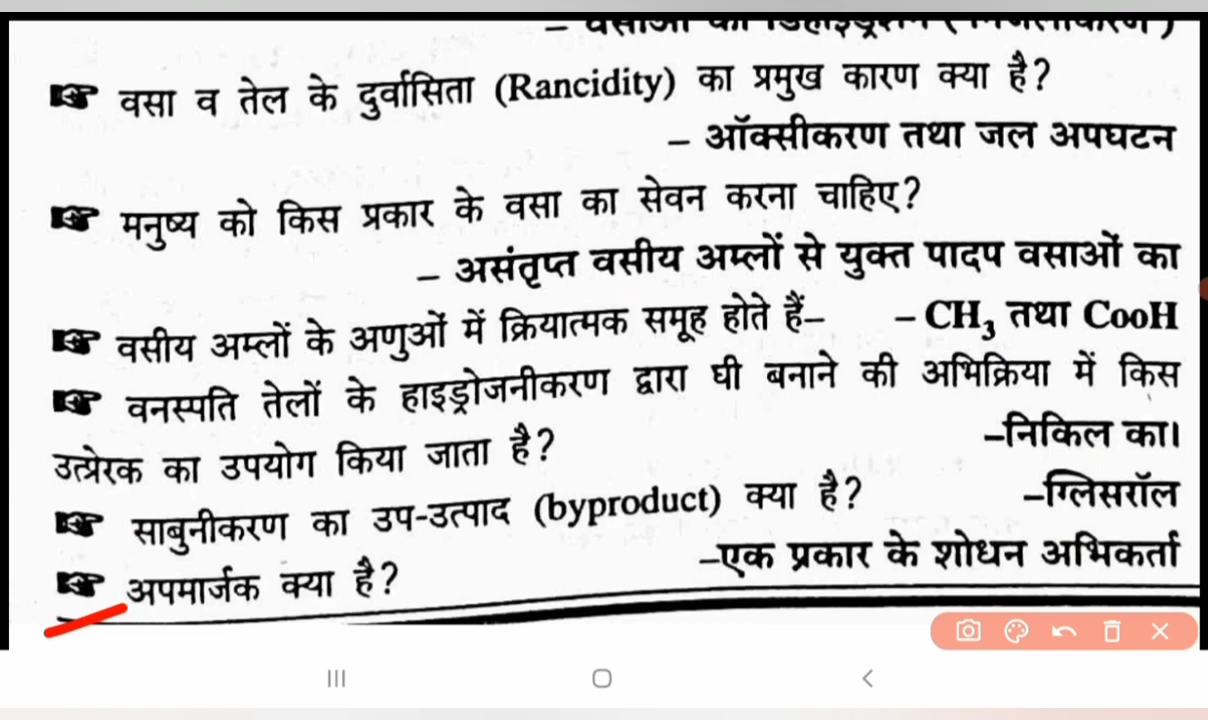 ☞ वसा व तेल के दुर्वासिता (Rancidity) का प्रमुख कारण क्या है?
– ऑक्सीकरण तथा जल अपघटन
☞ मनुष्य को किस प्रकार के वसा का सेवन करना चाहिए?
– असंतृप्त वसीय अम्लों से युक्त पादप वसाओं का
☞ वसीय अम्लों के अणुओं में क्रियात्मक समूह होते हैं– – CH₃ तथा CooH
☞ वनस्पति तेलों के हाइड्रोजनीकरण द्वारा घी बनाने की अभिक्रिया में किस
उत्प्रेरक का उपयोग किया जाता है? –निकिल का।
☞ साबुनीकरण का उप-उत्पाद (byproduct) क्या है? –ग्लिसरॉल
☞ अपमार्जक क्या है? –एक प्रकार के शोधन अभिकर्ता